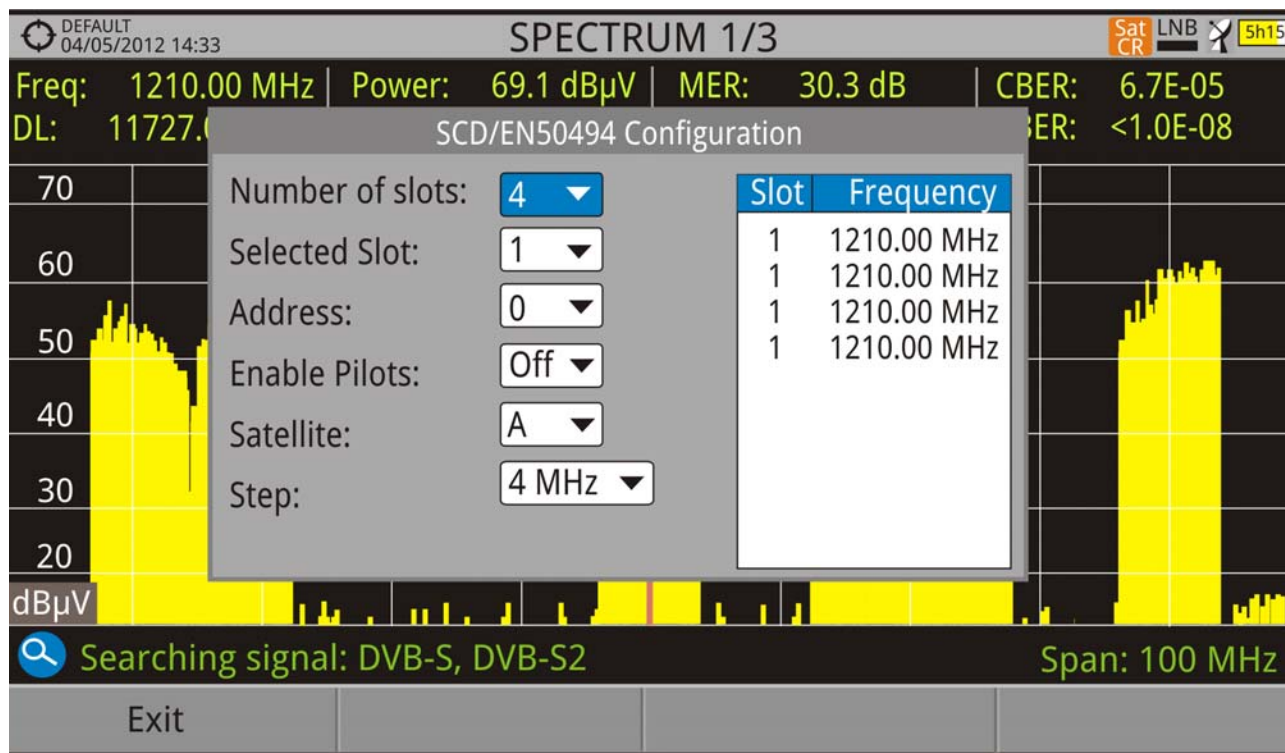 DEFAULT
04/05/2012 14:33
SPECTRUM 1/3
Sat CR
LNB
5h15
Freq: 1210.00 MHz | Power: 69.1 dBµV | MER: 30.3 dB | CBER: 6.7E-05
DL: 11727. BER: <1.0E-08
SCD/EN50494 Configuration
Number of slots: 4
Selected Slot: 1
Address: 0
Enable Pilots: Off
Satellite: A
Step: 4 MHz
Slot Frequency
1 1210.00 MHz
1 1210.00 MHz
1 1210.00 MHz
1 1210.00 MHz
70
60
50
40
30
20
dBµV
Searching signal: DVB-S, DVB-S2
Span: 100 MHz
Exit